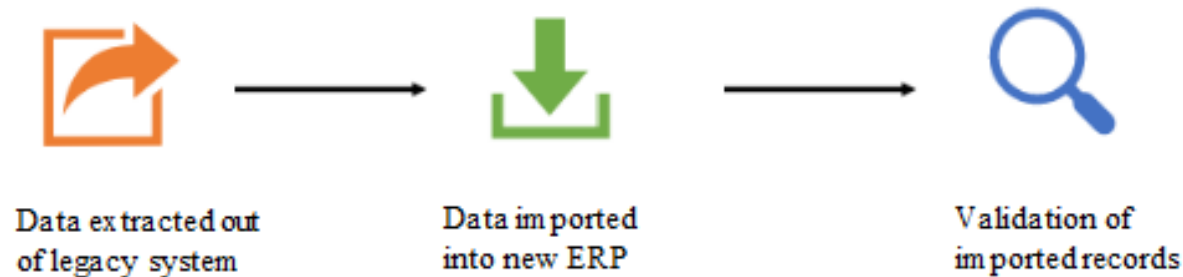 Data extracted out
of legacy system
Data imported
into new ERP
Validation of
imported records